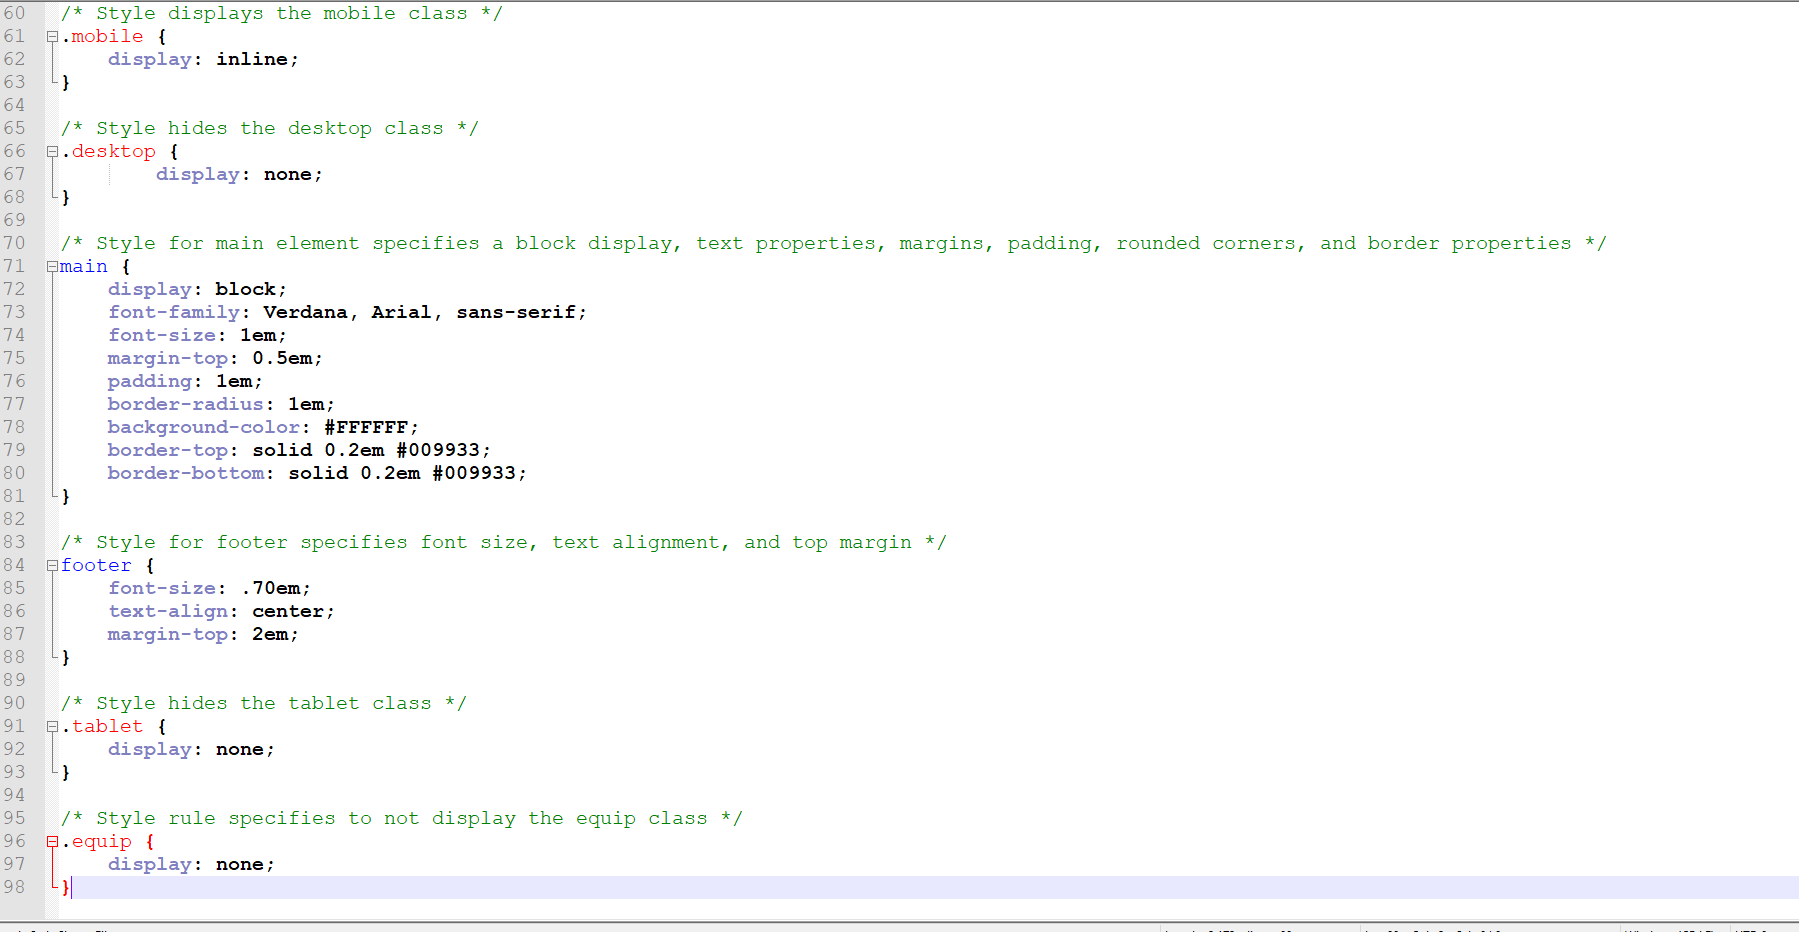 60 /* Style displays the mobile class */
61 .mobile {
62 display: inline;
63 }
64
65 /* Style hides the desktop class */
66 .desktop {
67 display: none;
68 }
69
70 /* Style for main element specifies a block display, text properties, margins, padding, rounded corners, and border properties */
71 main {
72 display: block;
73 font-family: Verdana, Arial, sans-serif;
74 font-size: 1em;
75 margin-top: 0.5em;
76 padding: 1em;
77 border-radius: 1em;
78 background-color: #FFFFFF;
79 border-top: solid 0.2em #009933;
80 border-bottom: solid 0.2em #009933;
81 }
82
83 /* Style for footer specifies font size, text alignment, and top margin */
84 footer {
85 font-size: .70em;
86 text-align: center;
87 margin-top: 2em;
88 }
89
90 /* Style hides the tablet class */
91 .tablet {
92 display: none;
93 }
94
95 /* Style rule specifies to not display the equip class */
96 .equip {
97 display: none;
98 }